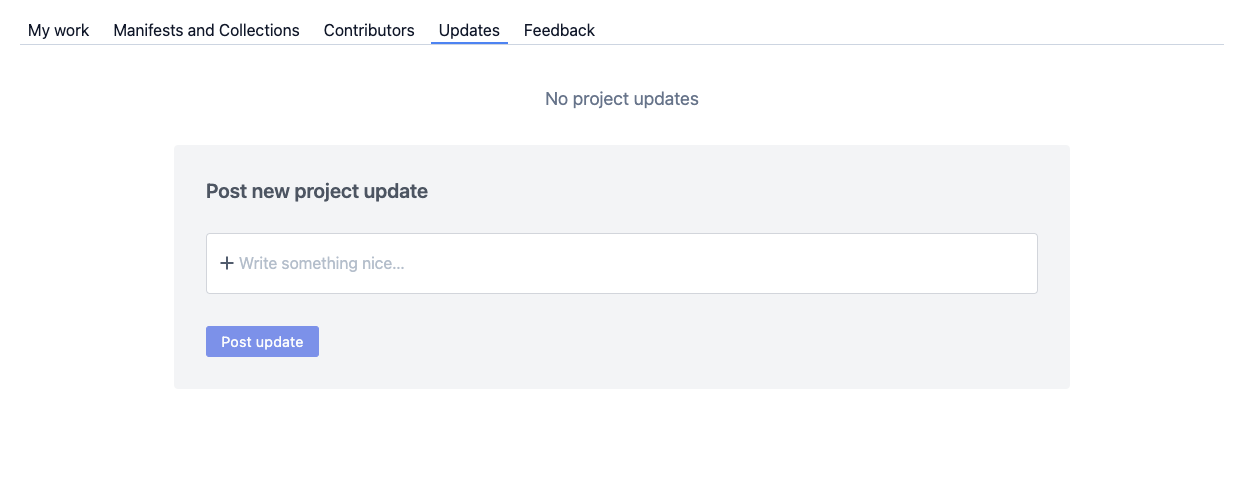 My work Manifests and Collections Contributors Updates Feedback
No project updates
Post new project update
Write something nice...
Post update